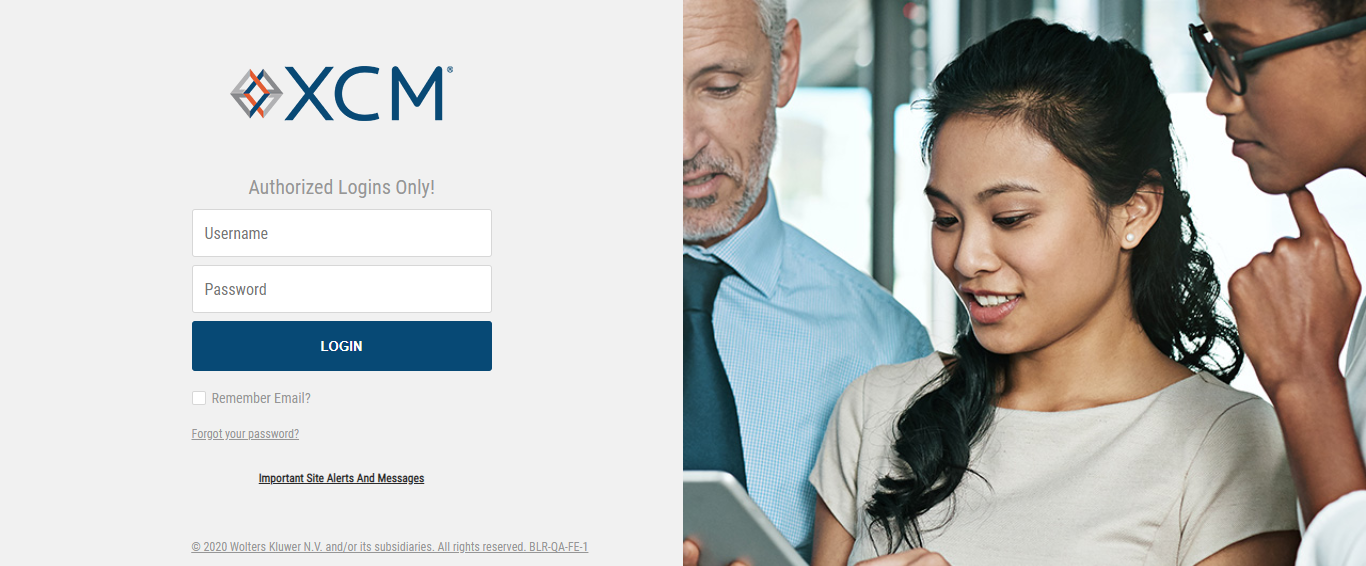 XCM®
Authorized Logins Only!
Username
Password
LOGIN
Remember Email?
Forgot your password?
Important Site Alerts And Messages
© 2020 Wolters Kluwer N.V. and/or its subsidiaries. All rights reserved. BLR-QA-FE-1